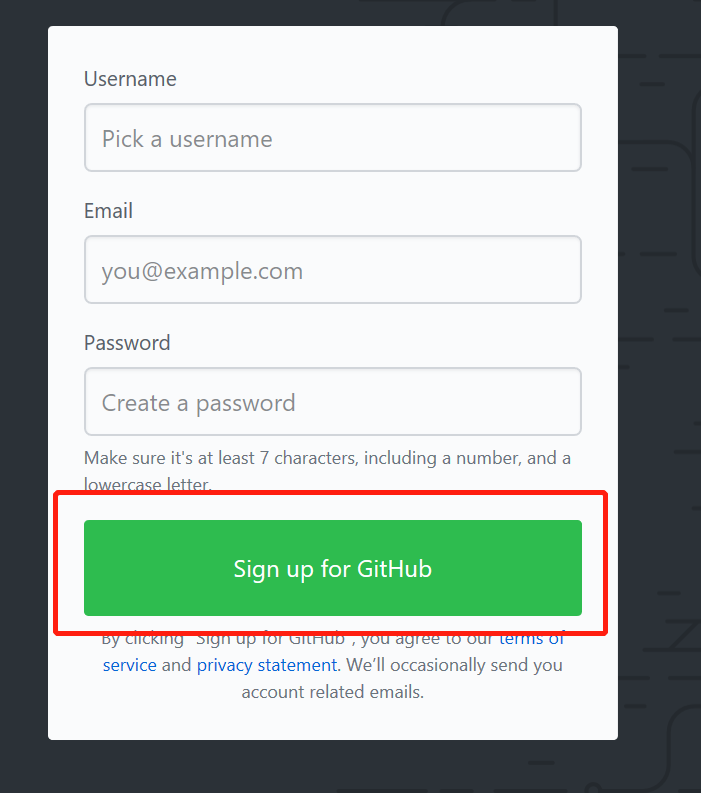 Username
Pick a username
Email
you@example.com
Password
Create a password
Make sure it's at least 7 characters, including a number, and a
lowercase letter.
Sign up for GitHub
By clicking "Sign up for GitHub", you agree to our terms of
service and privacy statement. We'll occasionally send you
account related emails.